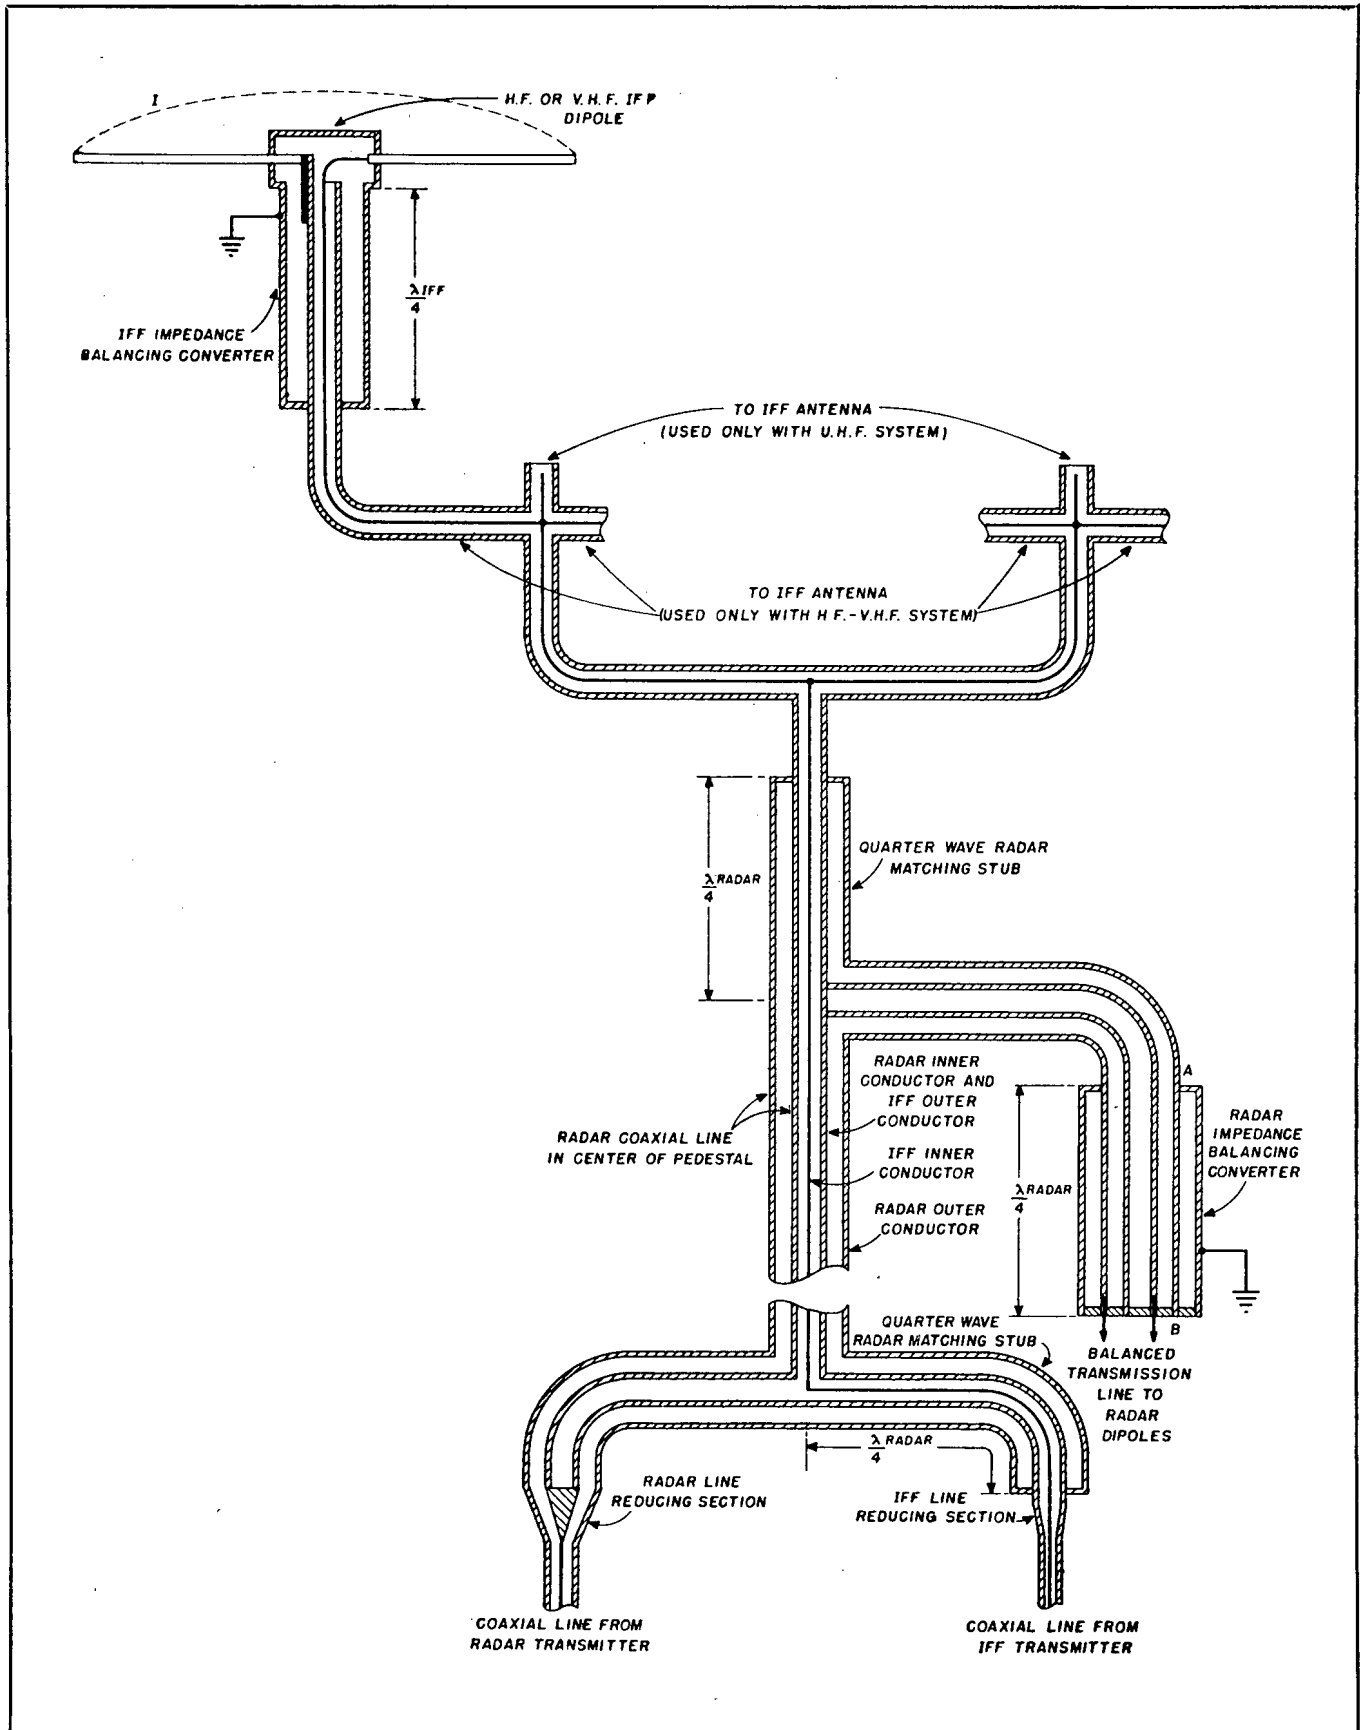 I
H.F. OR V.H.F. IFF
DIPOLE
λ IFF
4
IFF IMPEDANCE
BALANCING CONVERTER
TO IFF ANTENNA
(USED ONLY WITH U.H.F. SYSTEM)
TO IFF ANTENNA
(USED ONLY WITH H F.-V.H.F. SYSTEM)
QUARTER WAVE RADAR
MATCHING STUB
λ RADAR
4
RADAR INNER
CONDUCTOR AND
IFF OUTER
CONDUCTOR
A
RADAR
IMPEDANCE
BALANCING
CONVERTER
RADAR COAXIAL LINE
IN CENTER OF PEDESTAL
IFF INNER
CONDUCTOR
λ RADAR
4
RADAR OUTER
CONDUCTOR
QUARTER WAVE
RADAR MATCHING STUB
B
BALANCED
TRANSMISSION
LINE TO
RADAR
DIPOLES
λ RADAR
4
RADAR LINE
REDUCING SECTION
IFF LINE
REDUCING SECTION
COAXIAL LINE FROM
RADAR TRANSMITTER
COAXIAL LINE FROM
IFF TRANSMITTER